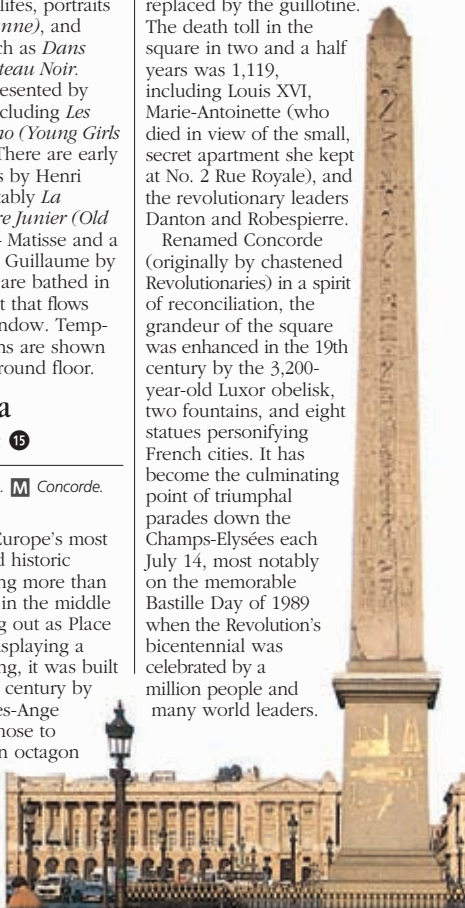 lifes, portraits
nne), and
ch as Dans
teau Noir.
esented by
cluding Les
no (Young Girls
There are early
s by Henri
tably La
re Junier (Old
Matisse and a
Guillaume by
are bathed in
t that flows
ndow. Temp-
ns are shown
round floor.
a
15
. M Concorde.
Europe's most
d historic
ng more than
in the middle
g out as Place
splaying a
ng, it was built
century by
es-Ange
hose to
n octagon
replaced by the guillotine.
The death toll in the
square in two and a half
years was 1,119,
including Louis XVI,
Marie-Antoinette (who
died in view of the small,
secret apartment she kept
at No. 2 Rue Royale), and
the revolutionary leaders
Danton and Robespierre.
Renamed Concorde
(originally by chastened
Revolutionaries) in a spirit
of reconciliation, the
grandeur of the square
was enhanced in the 19th
century by the 3,200-
year-old Luxor obelisk,
two fountains, and eight
statues personifying
French cities. It has
become the culminating
point of triumphal
parades down the
Champs-Elysées each
July 14, most notably
on the memorable
Bastille Day of 1989
when the Revolution's
bicentennial was
celebrated by a
million people and
many world leaders.